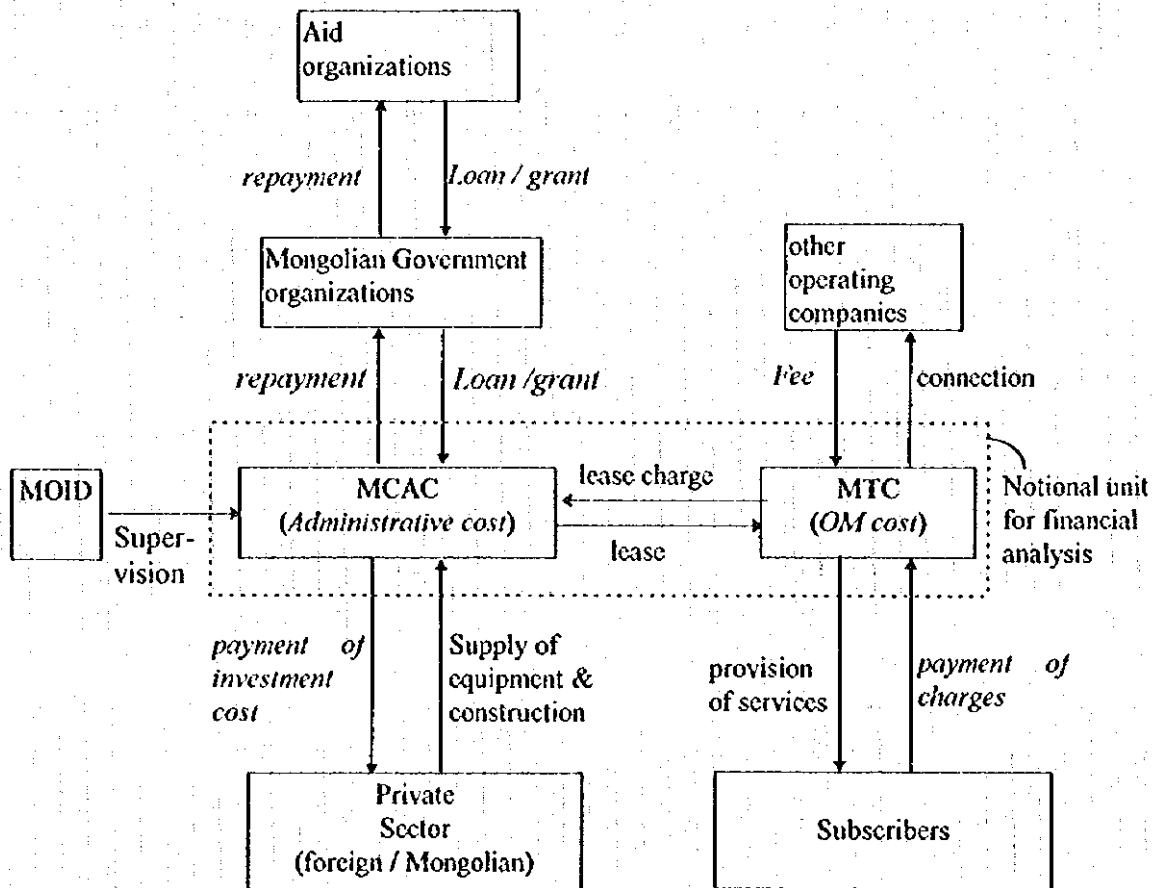 Aid
organizations
repayment
Loan / grant
Mongolian Government
organizations
other
operating
companies
repayment
Loan /grant
Fee
connection
MOID
Super-
vision
MCAC
(Administrative cost)
lease charge
lease
MTC
(OM cost)
Notional unit
for financial
analysis
payment of
investment
cost
Supply of
equipment &
construction
provision
of services
payment of
charges
Private
Sector
(foreign / Mongolian)
Subscribers